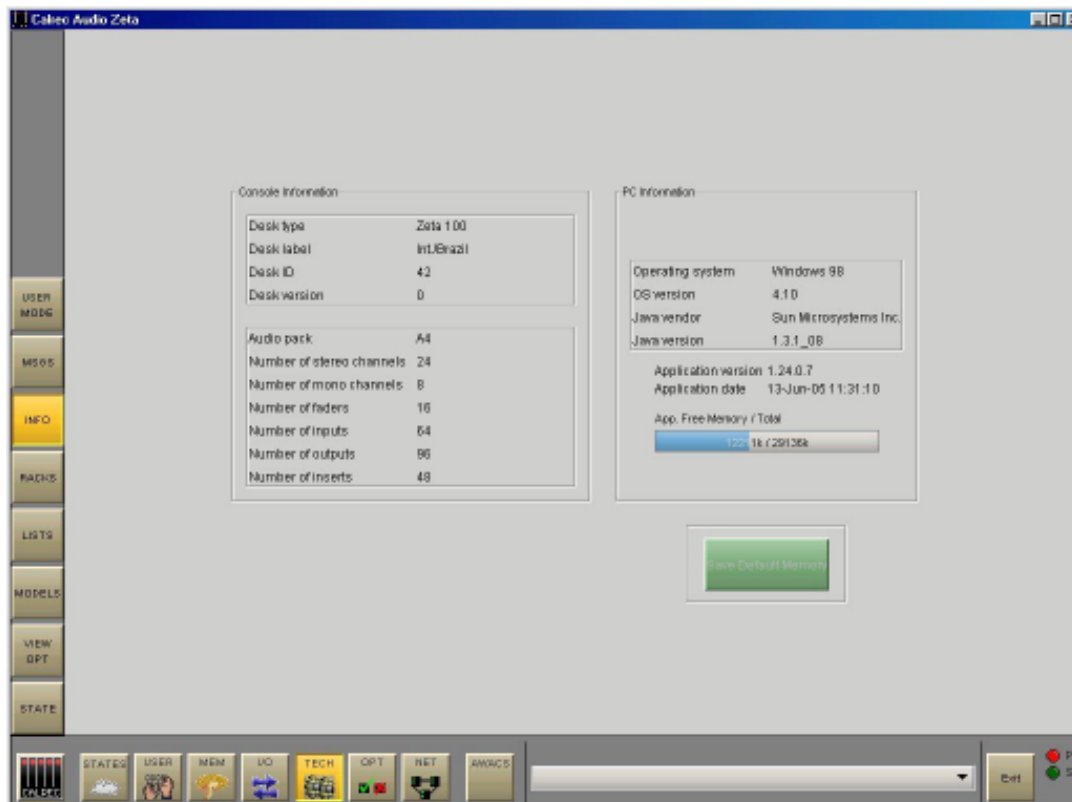 Calrec Audio Zeta
Console Information
Desk type Zeta 100
Desk label Int./Brazil
Desk ID 42
Desk version 0
Audio pack A4
Number of stereo channels 24
Number of mono channels 8
Number of faders 16
Number of inputs 64
Number of outputs 96
Number of inserts 48
PC Information
Operating system Windows 98
OS version 4.10
Java vendor Sun Microsystems Inc.
Java version 1.3.1_08
Application version 1.24.0.7
Application date 13-Jun-05 11:31:10
App. Free Memory / Total
1k / 29136k
Save Default Memory
USER MODE
MSGS
INFO
RACKS
LISTS
MODELS
VIEW OPT
STATE
CALREC
STATES
USER
MEM
I/O
TECH
OPT
NET
AWACS
Exit
P
S